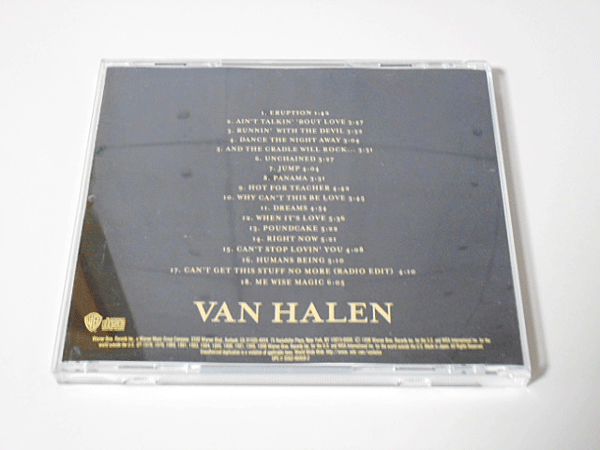 1. ERUPTION 1:42
2. AIN'T TALKIN' 'BOUT LOVE 3:47
3. RUNNIN' WITH THE DEVIL 3:32
4. DANCE THE NIGHT AWAY 3:04
5. AND THE CRADLE WILL ROCK... 3:31
6. UNCHAINED 3:27
7. JUMP 4:04
8. PANAMA 3:31
9. HOT FOR TEACHER 4:42
10. WHY CAN'T THIS BE LOVE 3:45
11. DREAMS 4:54
12. WHEN IT'S LOVE 5:36
13. POUNDCAKE 5:22
14. RIGHT NOW 5:21
15. CAN'T STOP LOVIN' YOU 4:08
16. HUMANS BEING 5:10
17. CAN'T GET THIS STUFF NO MORE (RADIO EDIT) 4:10
18. ME WISE MAGIC 6:05
VAN HALEN